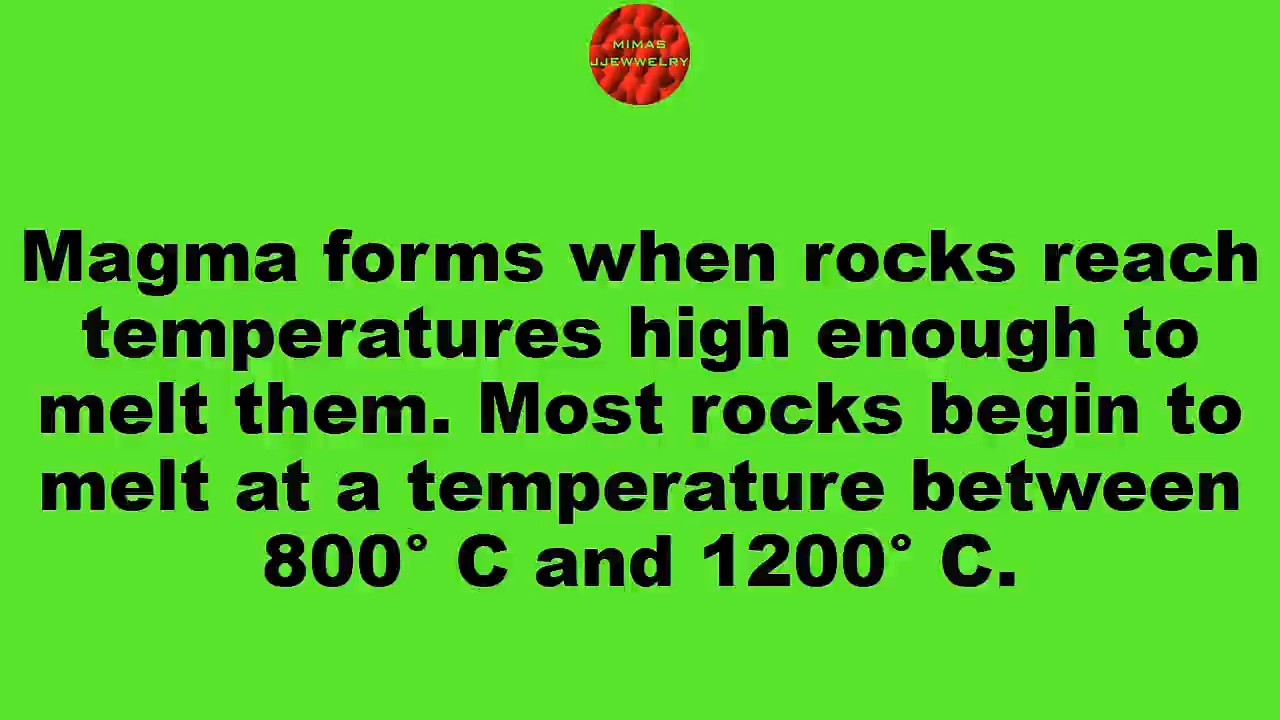 MIMAS
JJEWWELRY
Magma forms when rocks reach
temperatures high enough to
melt them. Most rocks begin to
melt at a temperature between
800° C and 1200° C.